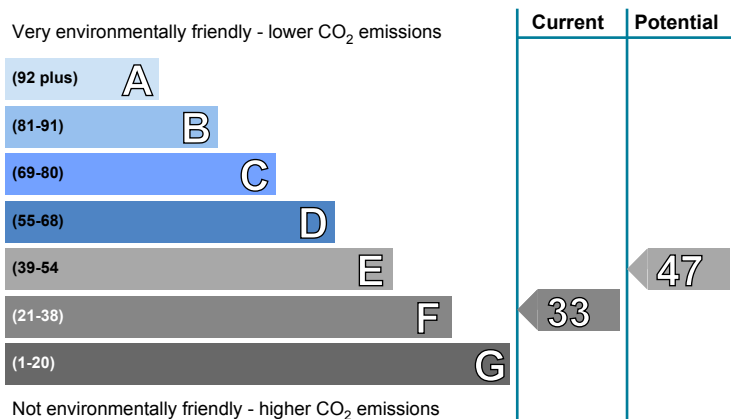 Very environmentally friendly - lower CO₂ emissions
Current
Potential
(92 plus) A
(81-91) B
(69-80) C
(55-68) D
(39-54 E
47
(21-38) F
33
(1-20) G
Not environmentally friendly - higher CO₂ emissions